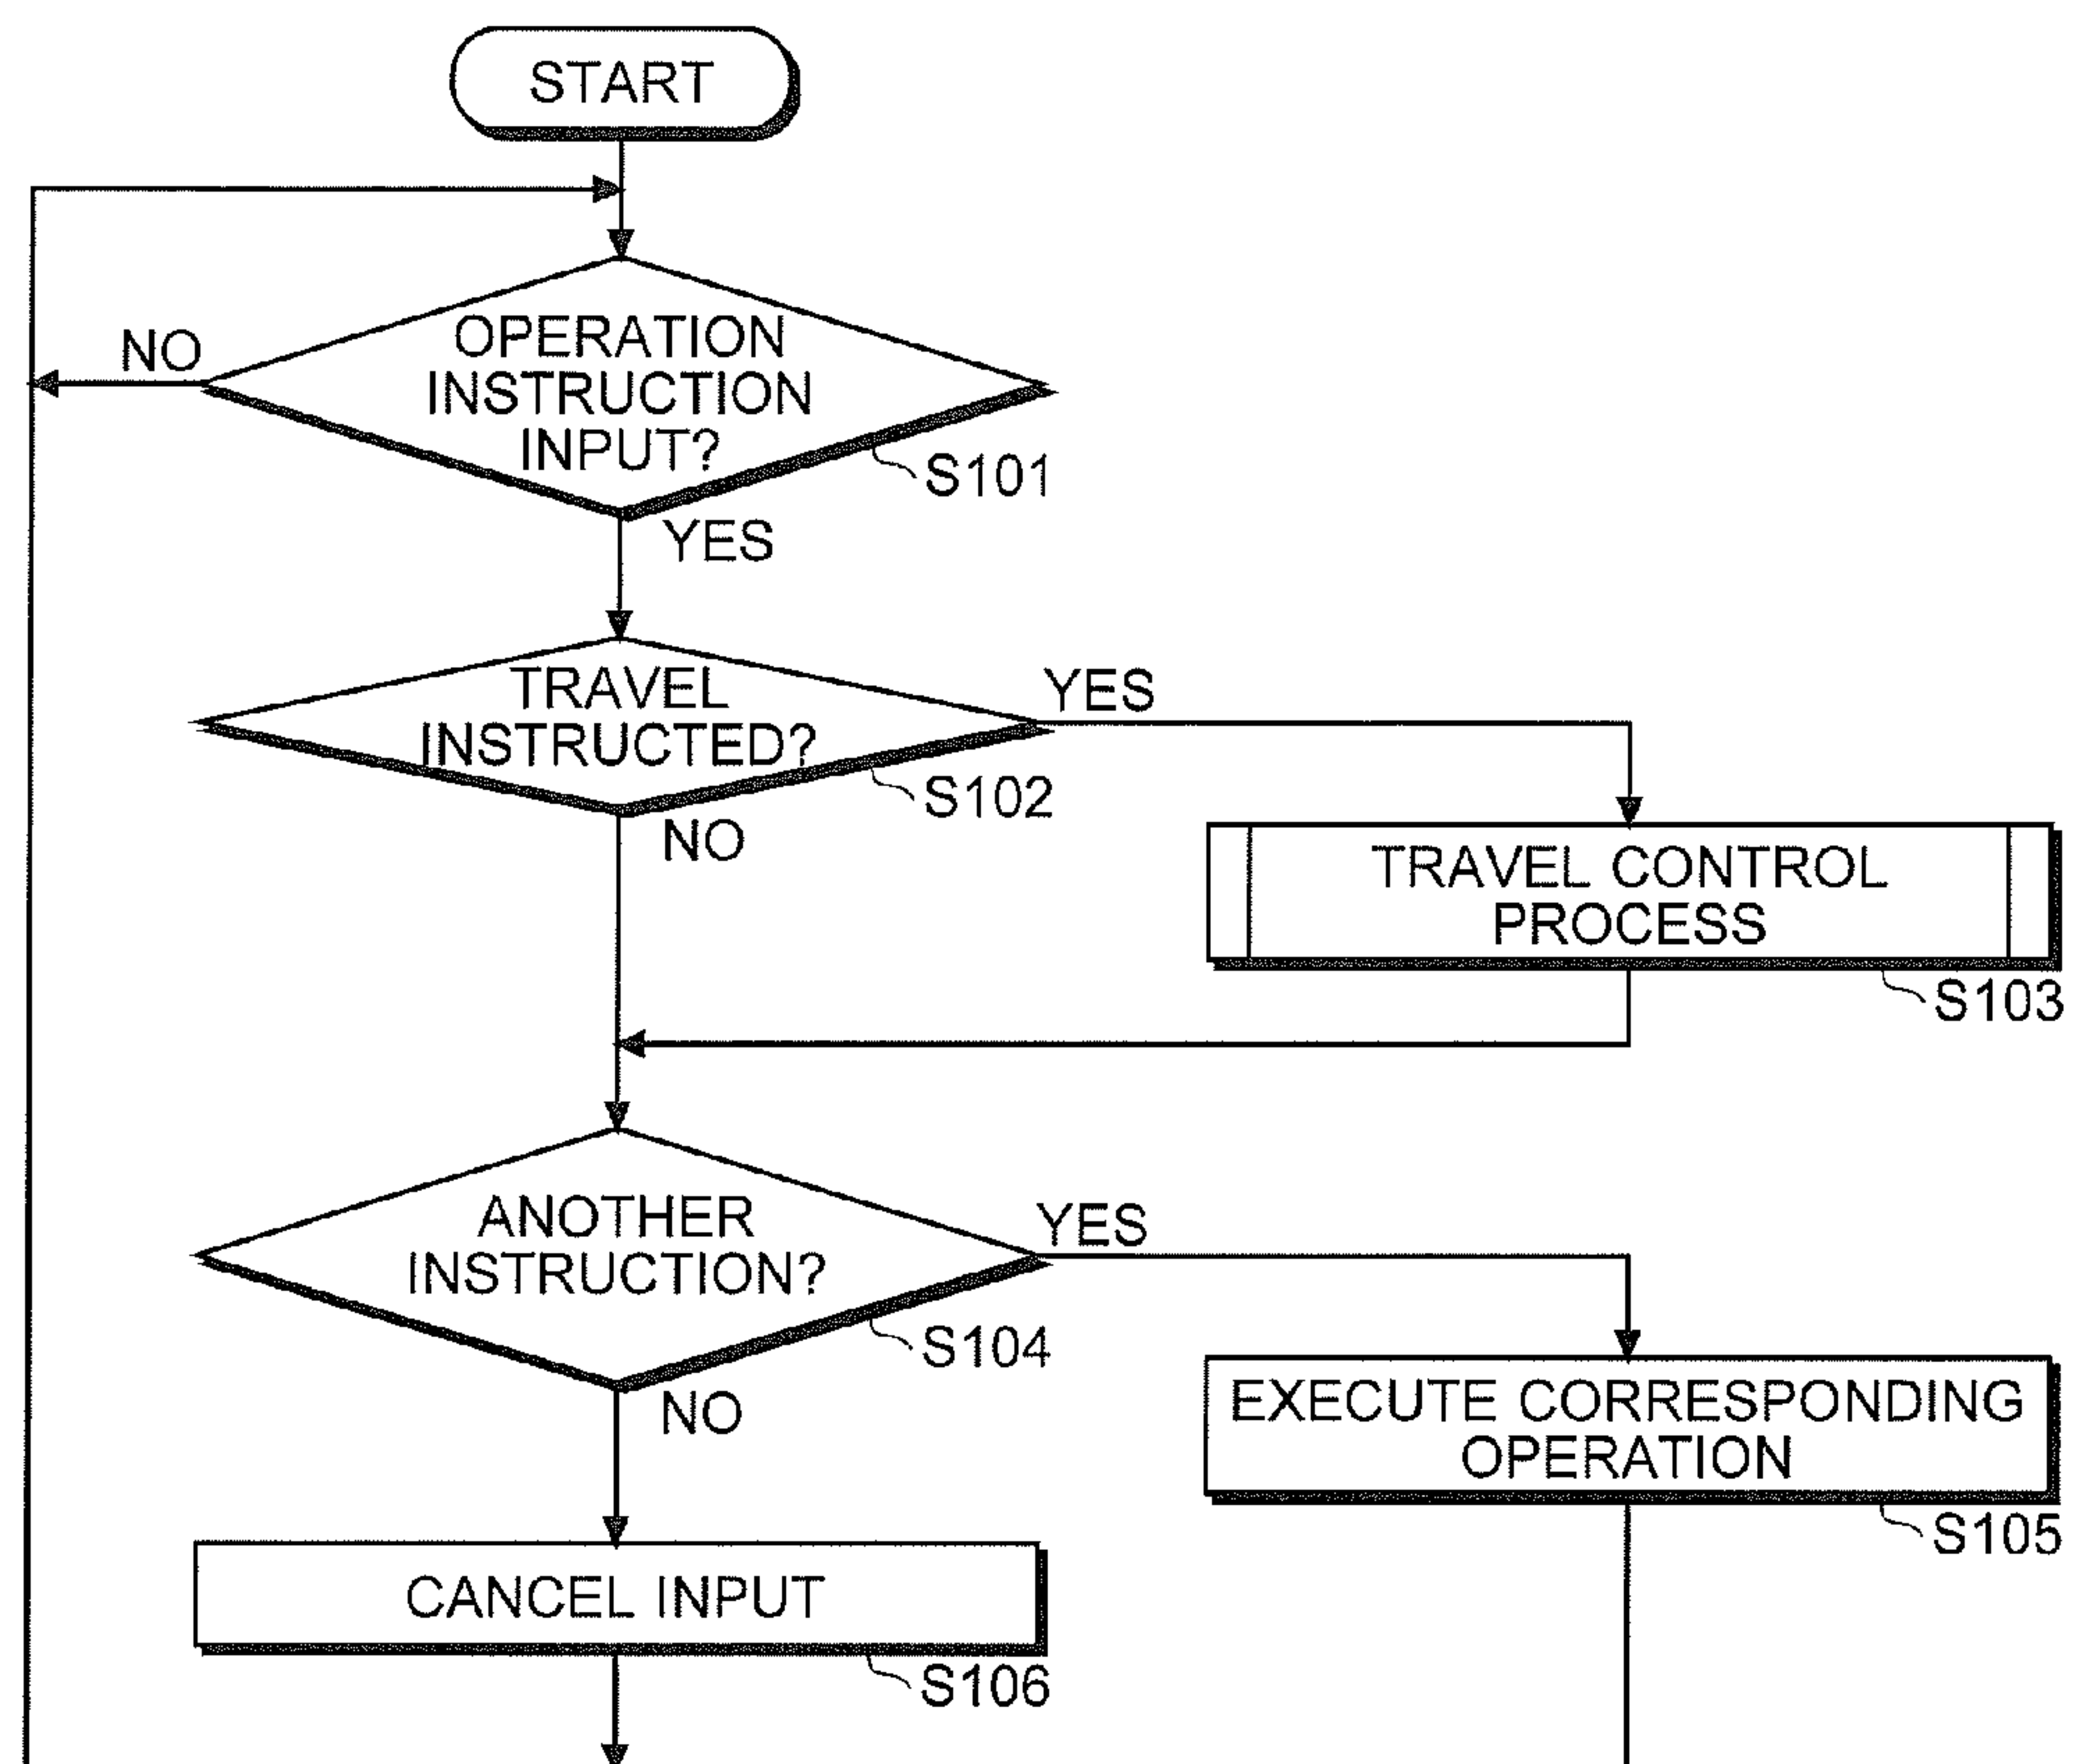 START
NO
OPERATION
INSTRUCTION
INPUT?
S101
YES
TRAVEL
INSTRUCTED?
YES
S102
NO
TRAVEL CONTROL
PROCESS
S103
ANOTHER
INSTRUCTION?
YES
S104
NO
EXECUTE CORRESPONDING
OPERATION
S105
CANCEL INPUT
S106